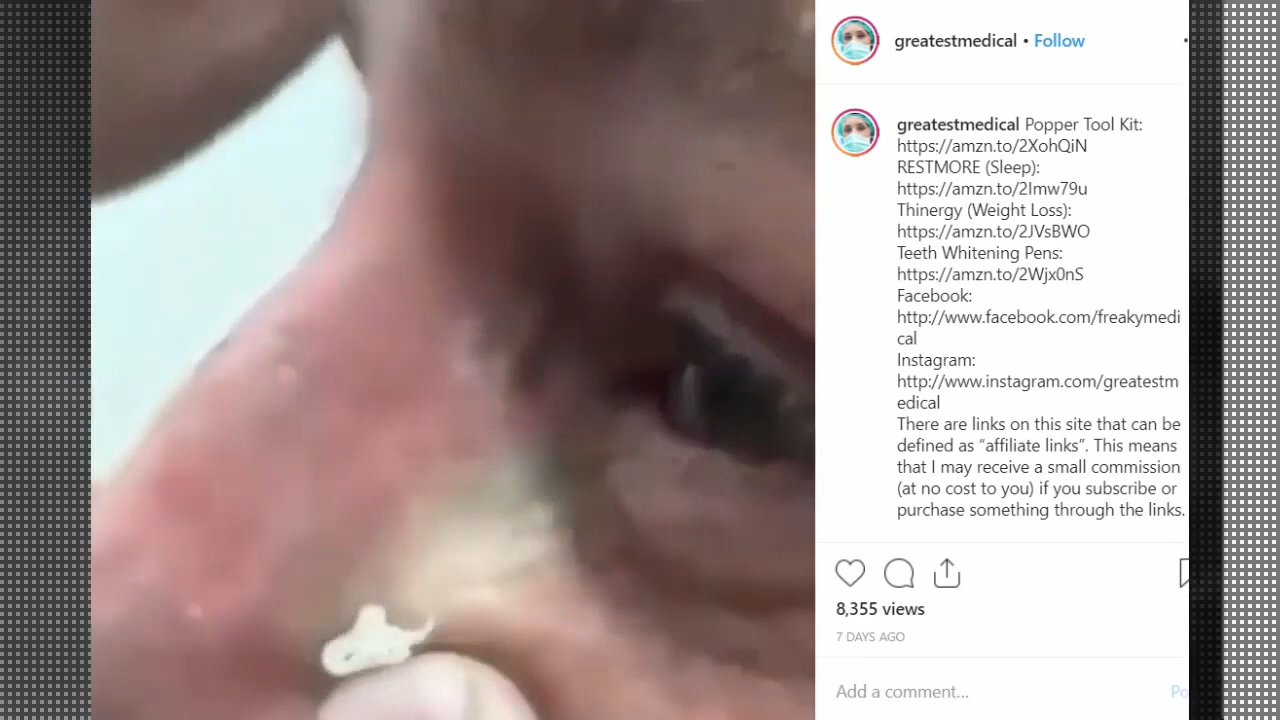 greatestmedical • Follow
greatestmedical Popper Tool Kit:
https://amzn.to/2XohQiN
RESTMORE (Sleep):
https://amzn.to/2Imw79u
Thinergy (Weight Loss):
https://amzn.to/2JVsBWO
Teeth Whitening Pens:
https://amzn.to/2Wjx0nS
Facebook:
http://www.facebook.com/freakymedi
cal
Instagram:
http://www.instagram.com/greatestm
edical
There are links on this site that can be
defined as “affiliate links”. This means
that I may receive a small commission
(at no cost to you) if you subscribe or
purchase something through the links.
8,355 views
7 DAYS AGO
Add a comment...